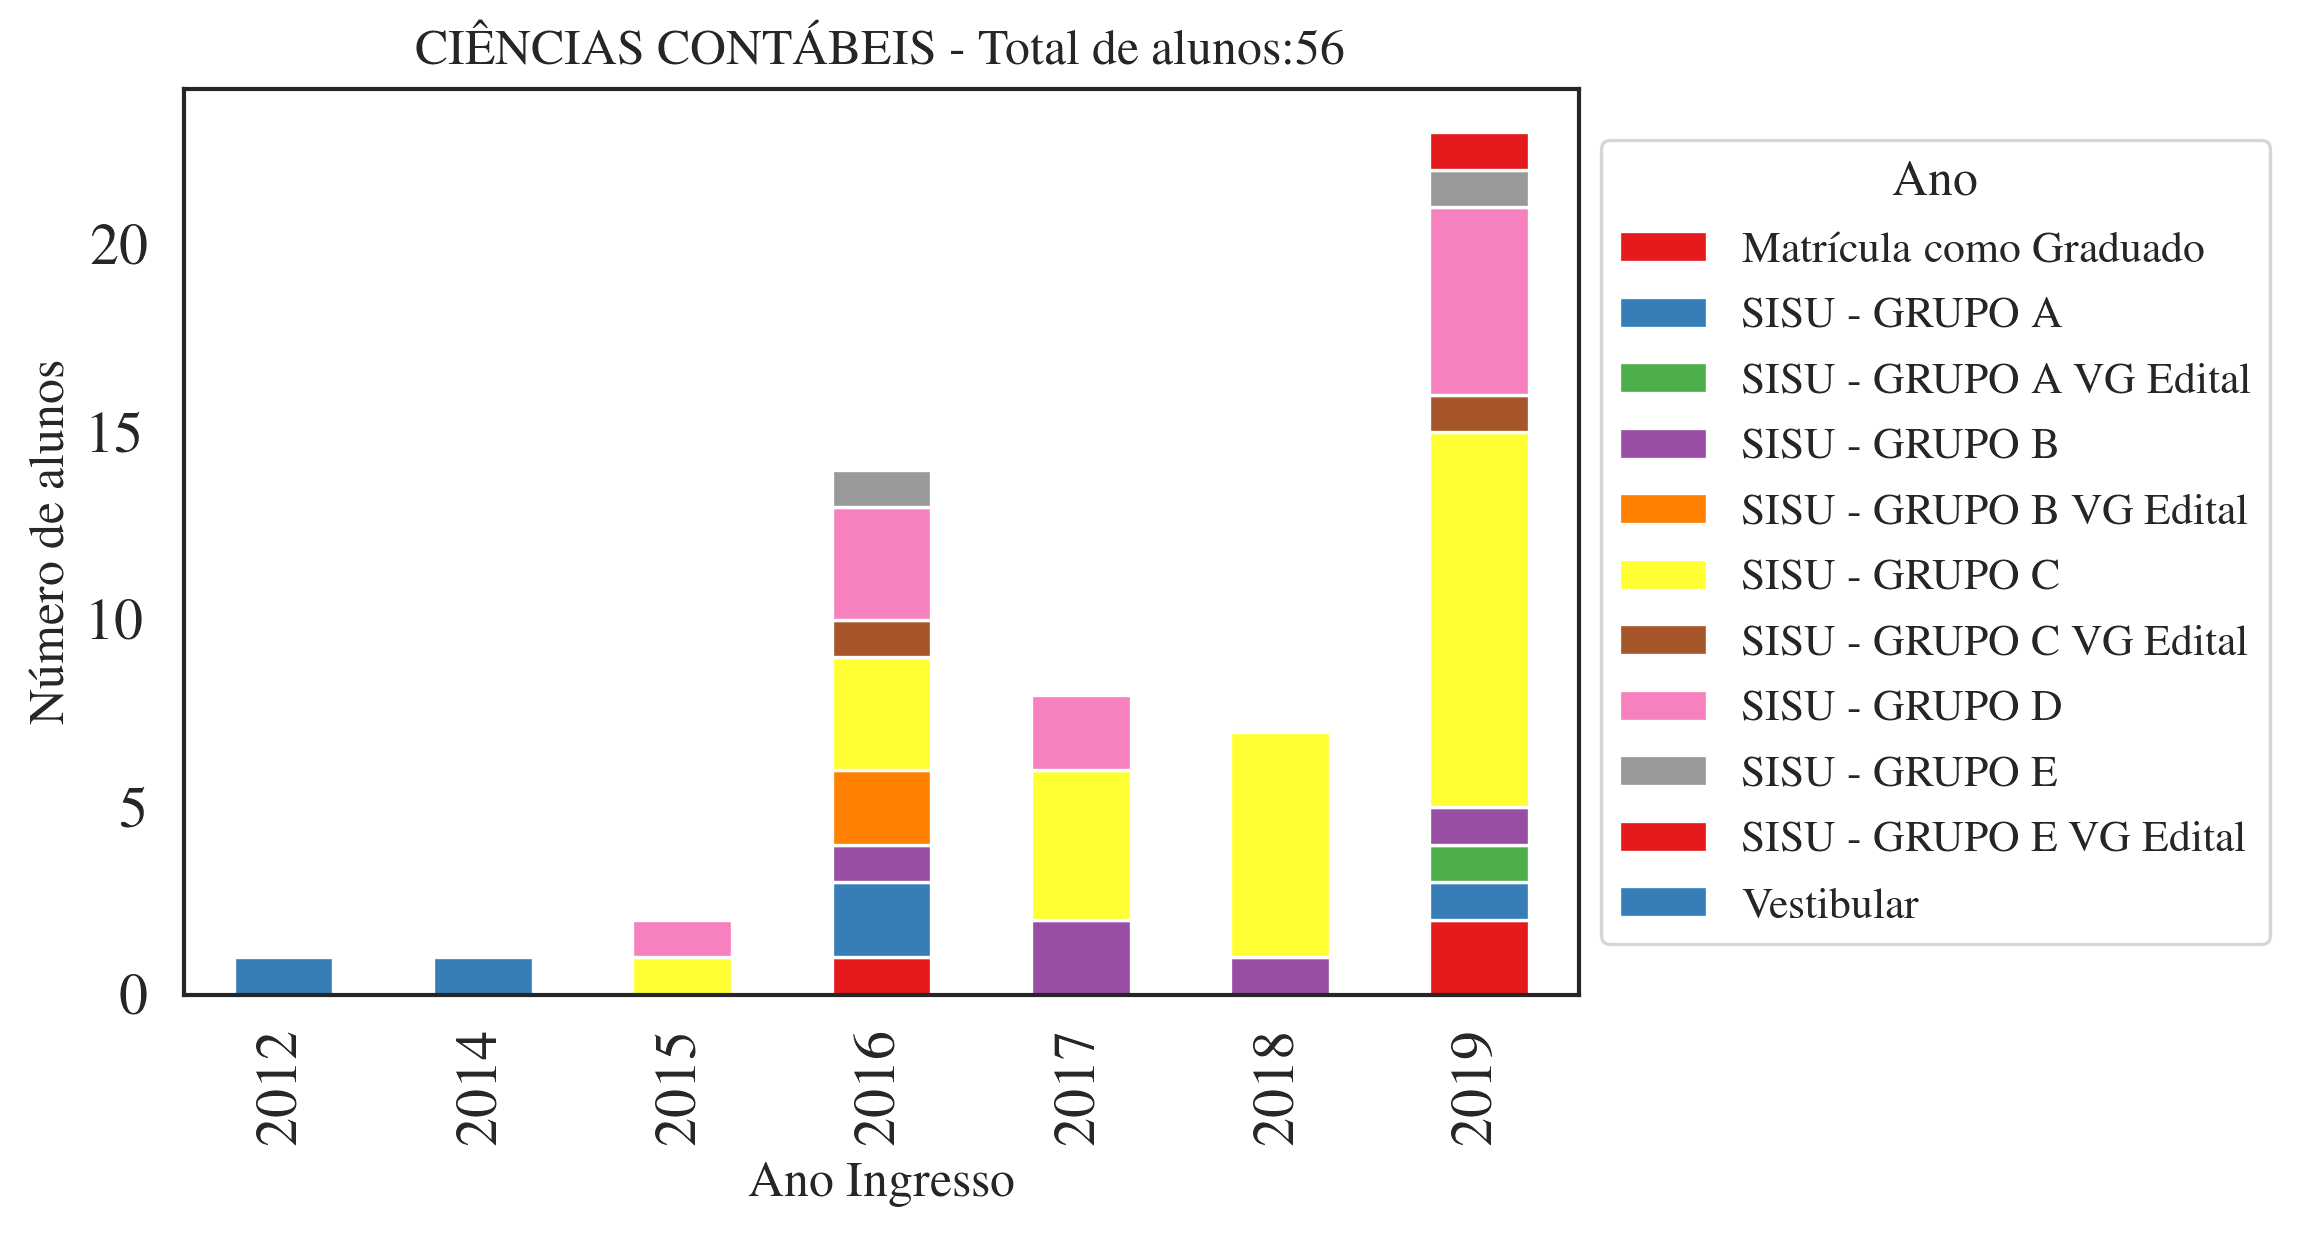 CIÊNCIAS CONTÁBEIS - Total de alunos:56
Número de alunos
20
15
10
5
0
2012
2014
2015
2016
2017
2018
2019
Ano Ingresso
Ano
Matrícula como Graduado
SISU - GRUPO A
SISU - GRUPO A VG Edital
SISU - GRUPO B
SISU - GRUPO B VG Edital
SISU - GRUPO C
SISU - GRUPO C VG Edital
SISU - GRUPO D
SISU - GRUPO E
SISU - GRUPO E VG Edital
Vestibular